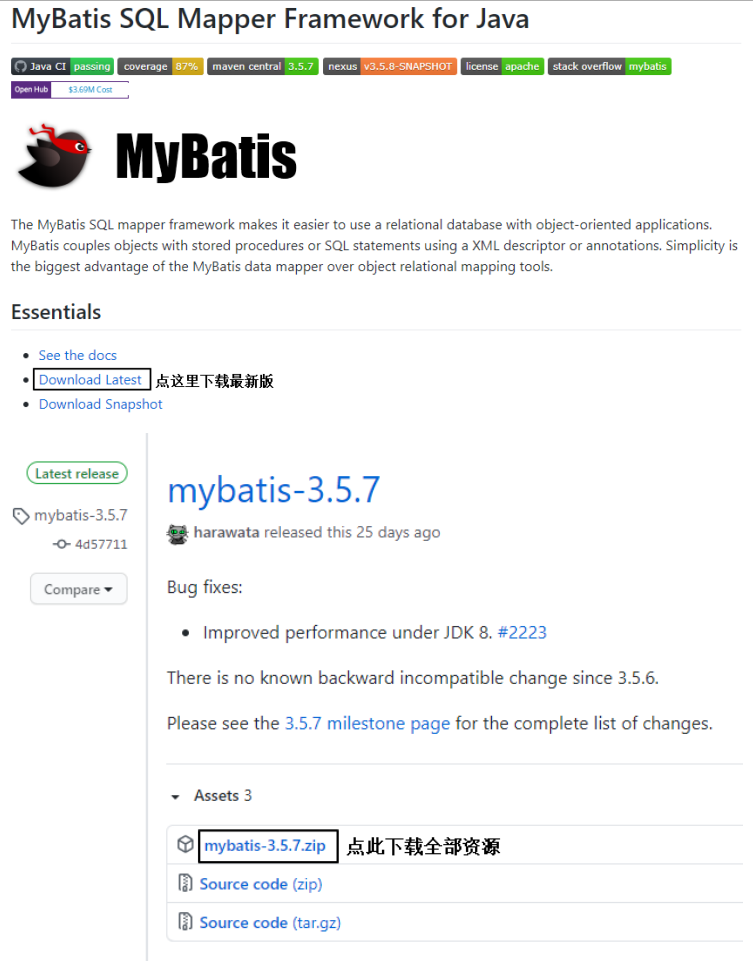 MyBatis SQL Mapper Framework for Java
Java CI passing coverage 87% maven central 3.5.7 nexus v3.5.8-SNAPSHOT license apache stack overflow mybatis
Open Hub $3.69M Cost
MyBatis
The MyBatis SQL mapper framework makes it easier to use a relational database with object-oriented applications.
MyBatis couples objects with stored procedures or SQL statements using a XML descriptor or annotations. Simplicity is
the biggest advantage of the MyBatis data mapper over object relational mapping tools.
Essentials
See the docs
Download Latest 点这里下载最新版
Download Snapshot
Latest release
mybatis-3.5.7
4d57711
Compare
mybatis-3.5.7
harawata released this 25 days ago
Bug fixes:
Improved performance under JDK 8. #2223
There is no known backward incompatible change since 3.5.6.
Please see the 3.5.7 milestone page for the complete list of changes.
Assets 3
mybatis-3.5.7.zip 点此下载全部资源
Source code (zip)
Source code (tar.gz)